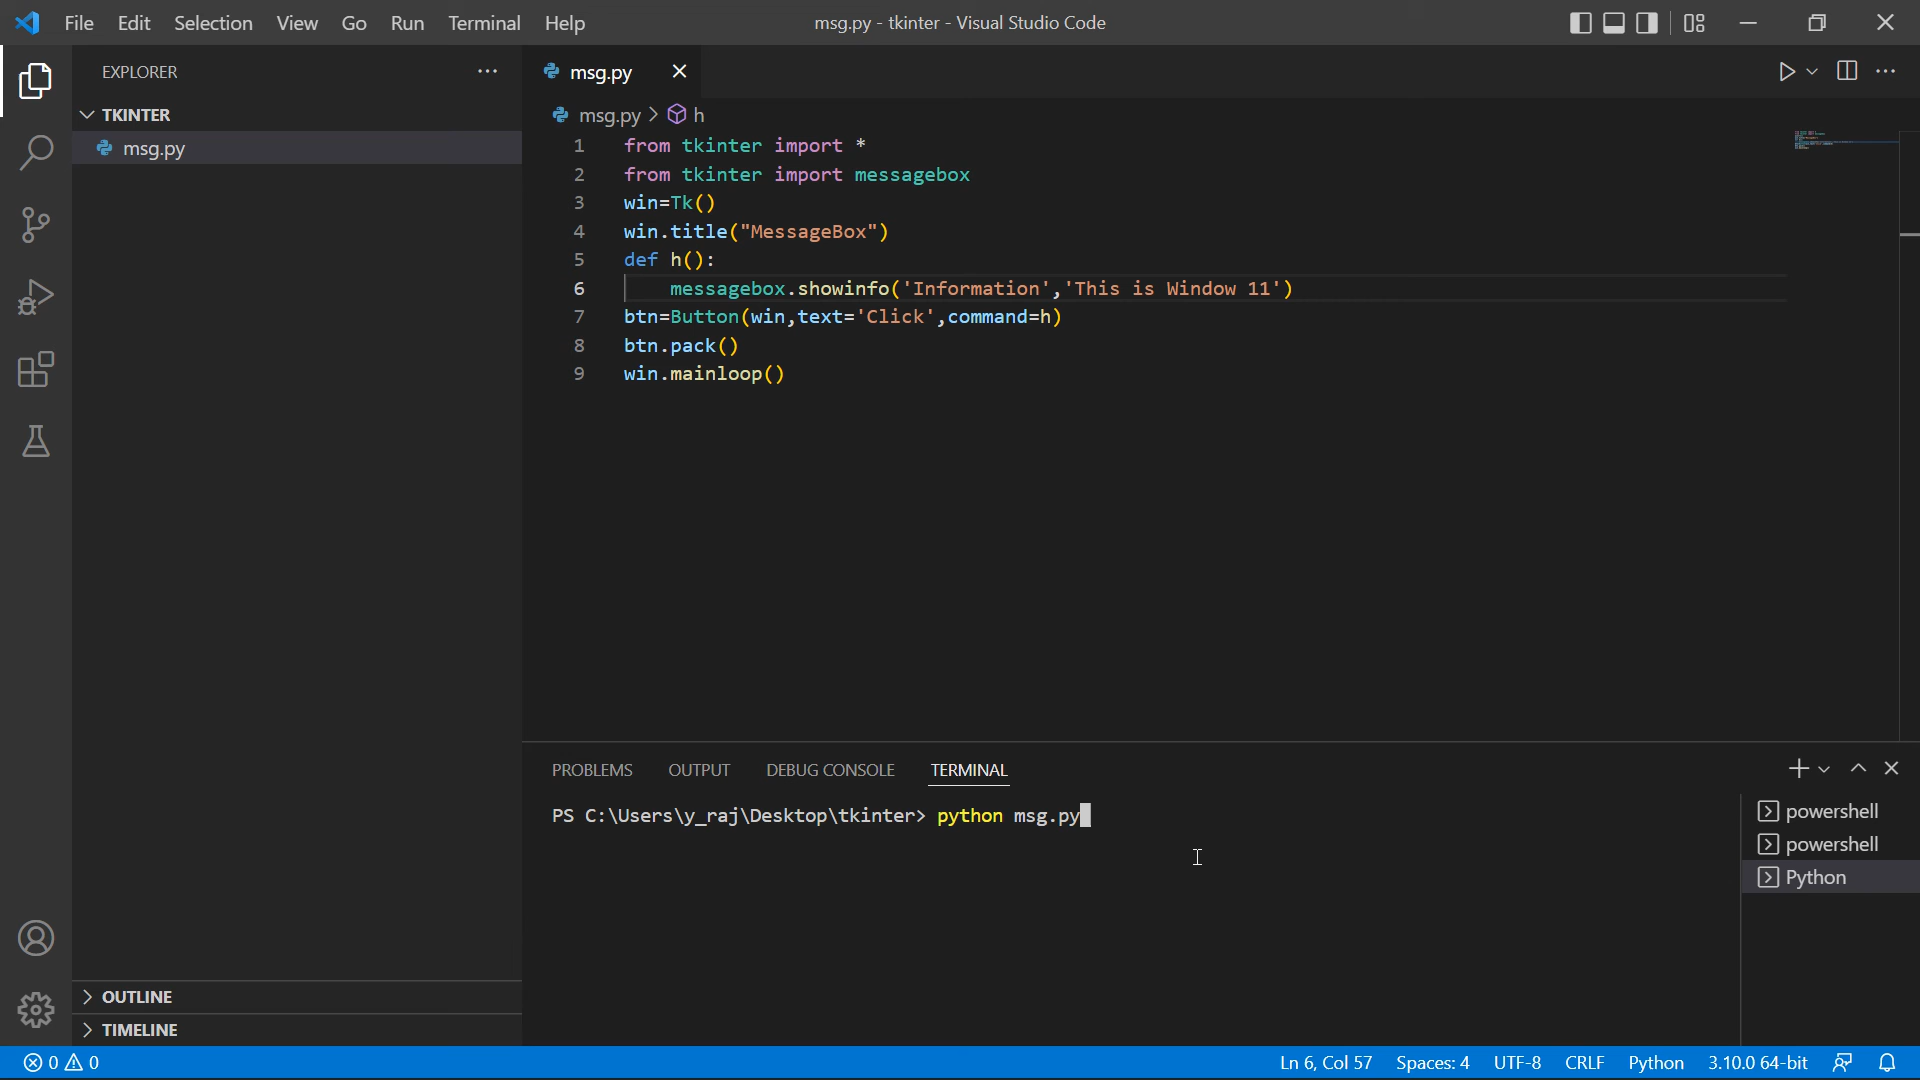 File Edit Selection View Go Run Terminal Help
msg.py - tkinter - Visual Studio Code
EXPLORER
TKINTER
msg.py
OUTLINE
TIMELINE
msg.py
msg.py > h
1 from tkinter import *
2 from tkinter import messagebox
3 win=Tk()
4 win.title("MessageBox")
5 def h():
6     messagebox.showinfo('Information','This is Window 11')
7 btn=Button(win,text='Click',command=h)
8 btn.pack()
9 win.mainloop()
PROBLEMS OUTPUT DEBUG CONSOLE TERMINAL
PS C:\Users\y_raj\Desktop\tkinter> python msg.py
powershell
powershell
Python
0 0 Ln 6, Col 57 Spaces: 4 UTF-8 CRLF Python 3.10.0 64-bit